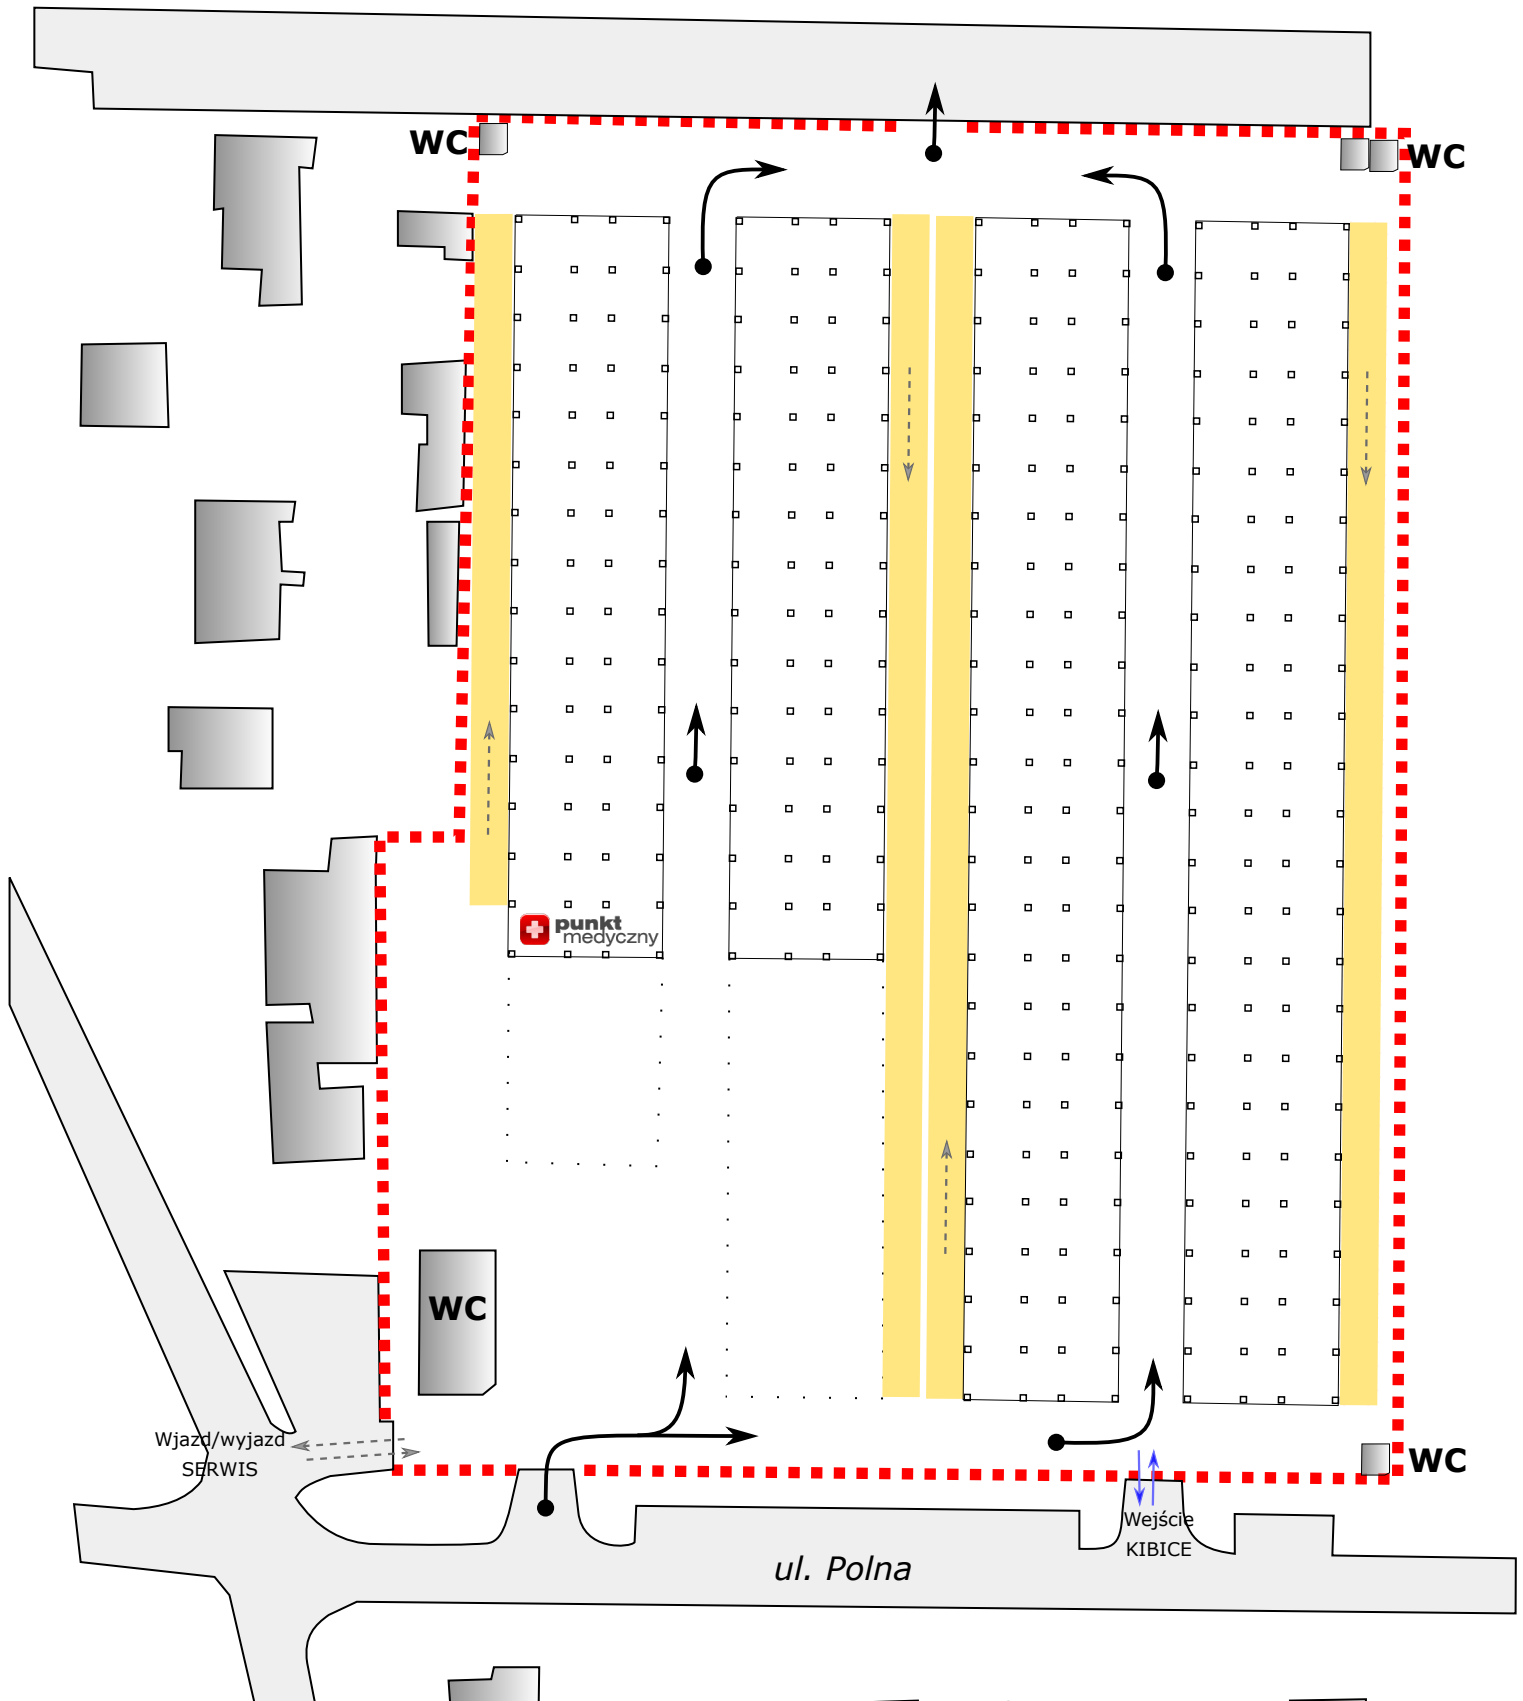 WC
WC
punkt
medyczny
WC
Wjazd/wyjazd
SERWIS
WC
Wejście
KIBICE
ul. Polna